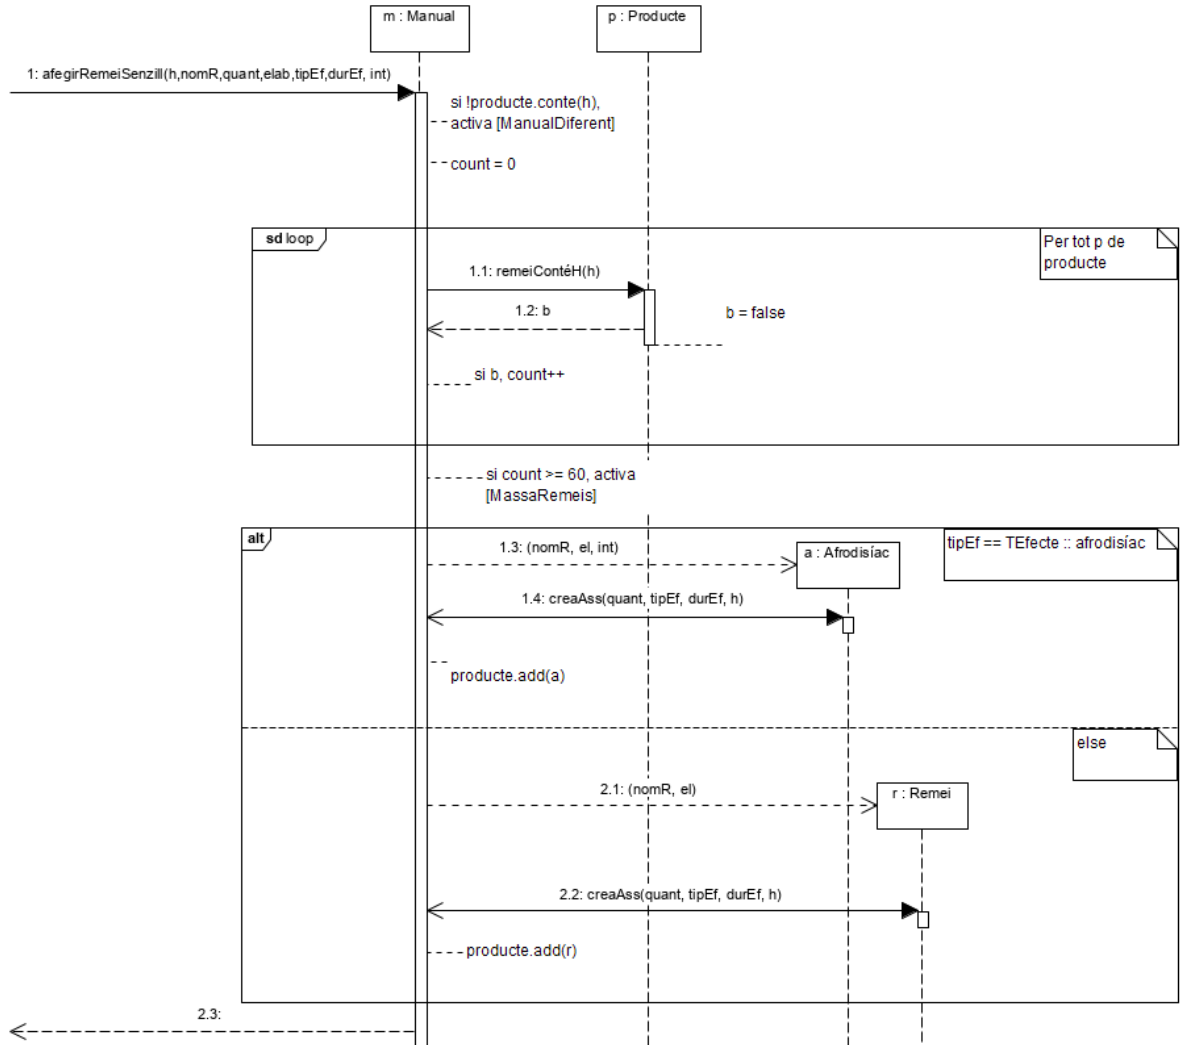 m : Manual
p : Producte
1: afegirRemeiSenzill(h,nomR,quant,elab,tipEf,durEf, int)
si !producte.conte(h),
activa [ManualDiferent]
count = 0
sd loop
Per tot p de
producte
1.1: remeiContéH(h)
1.2: b
b = false
si b, count++
si count >= 60, activa
[MassaRemeis]
alt
tipEf == TEfecte :: afrodisíac
1.3: (nomR, el, int)
a : Afrodisíac
1.4: creaAss(quant, tipEf, durEf, h)
producte.add(a)
else
2.1: (nomR, el)
r : Remei
2.2: creaAss(quant, tipEf, durEf, h)
producte.add(r)
2.3: